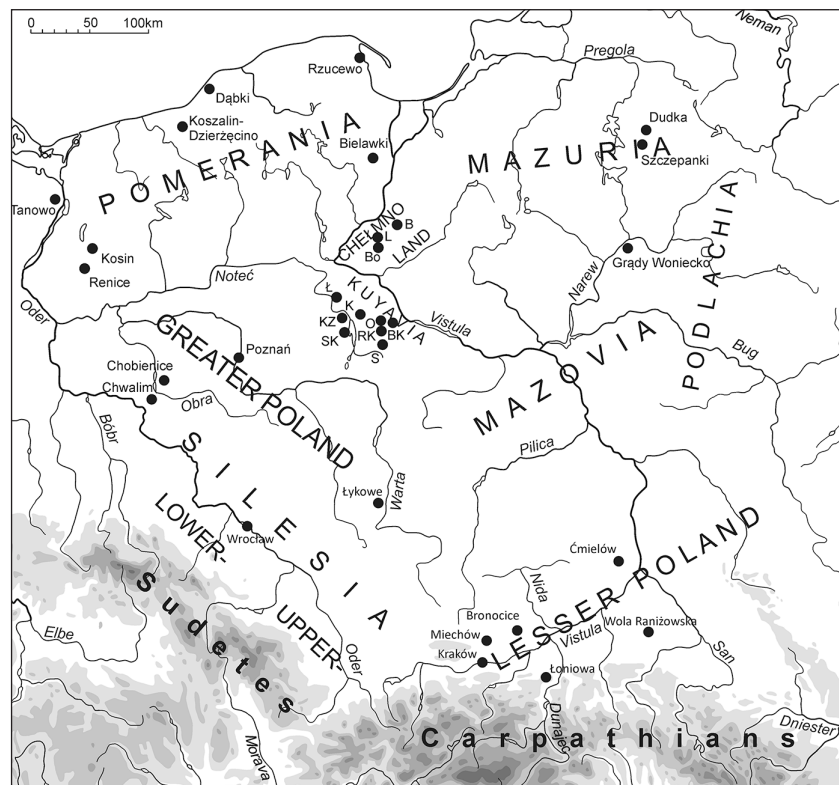 0 50 100km
Neman
Pregola
Rzucewo
Dąbki
Koszalin-
Dzierżęcino
POMERANIA
Bielawki
Dudka
MAZURIA
Szczepanki
Tanowo
CHEŁMNO
LAND
B
L
Bo
PODLACHIA
Kosin
Renice
Noteć
Narew
Grądy Woniecko
Oder
KUYAVIA
Ł
K
KZ
O
SK
RK
BK
S
Vistula
GREATER POLAND
Poznań
MAZOVIA
Bug
Chobienice
Chwalim
Obra
Bóbr
Pilica
SILESIA
Łykowe
Warta
LOWER-
Wrocław
Ćmielów
LESSER POLAND
Sudetes
UPPER-
Nida
Bronocice
Miechów
Kraków
Vistula
Wola Raniżowska
San
Elbe
Oder
Łoniowa
Dunajec
Morava
Carpathians
Dniester